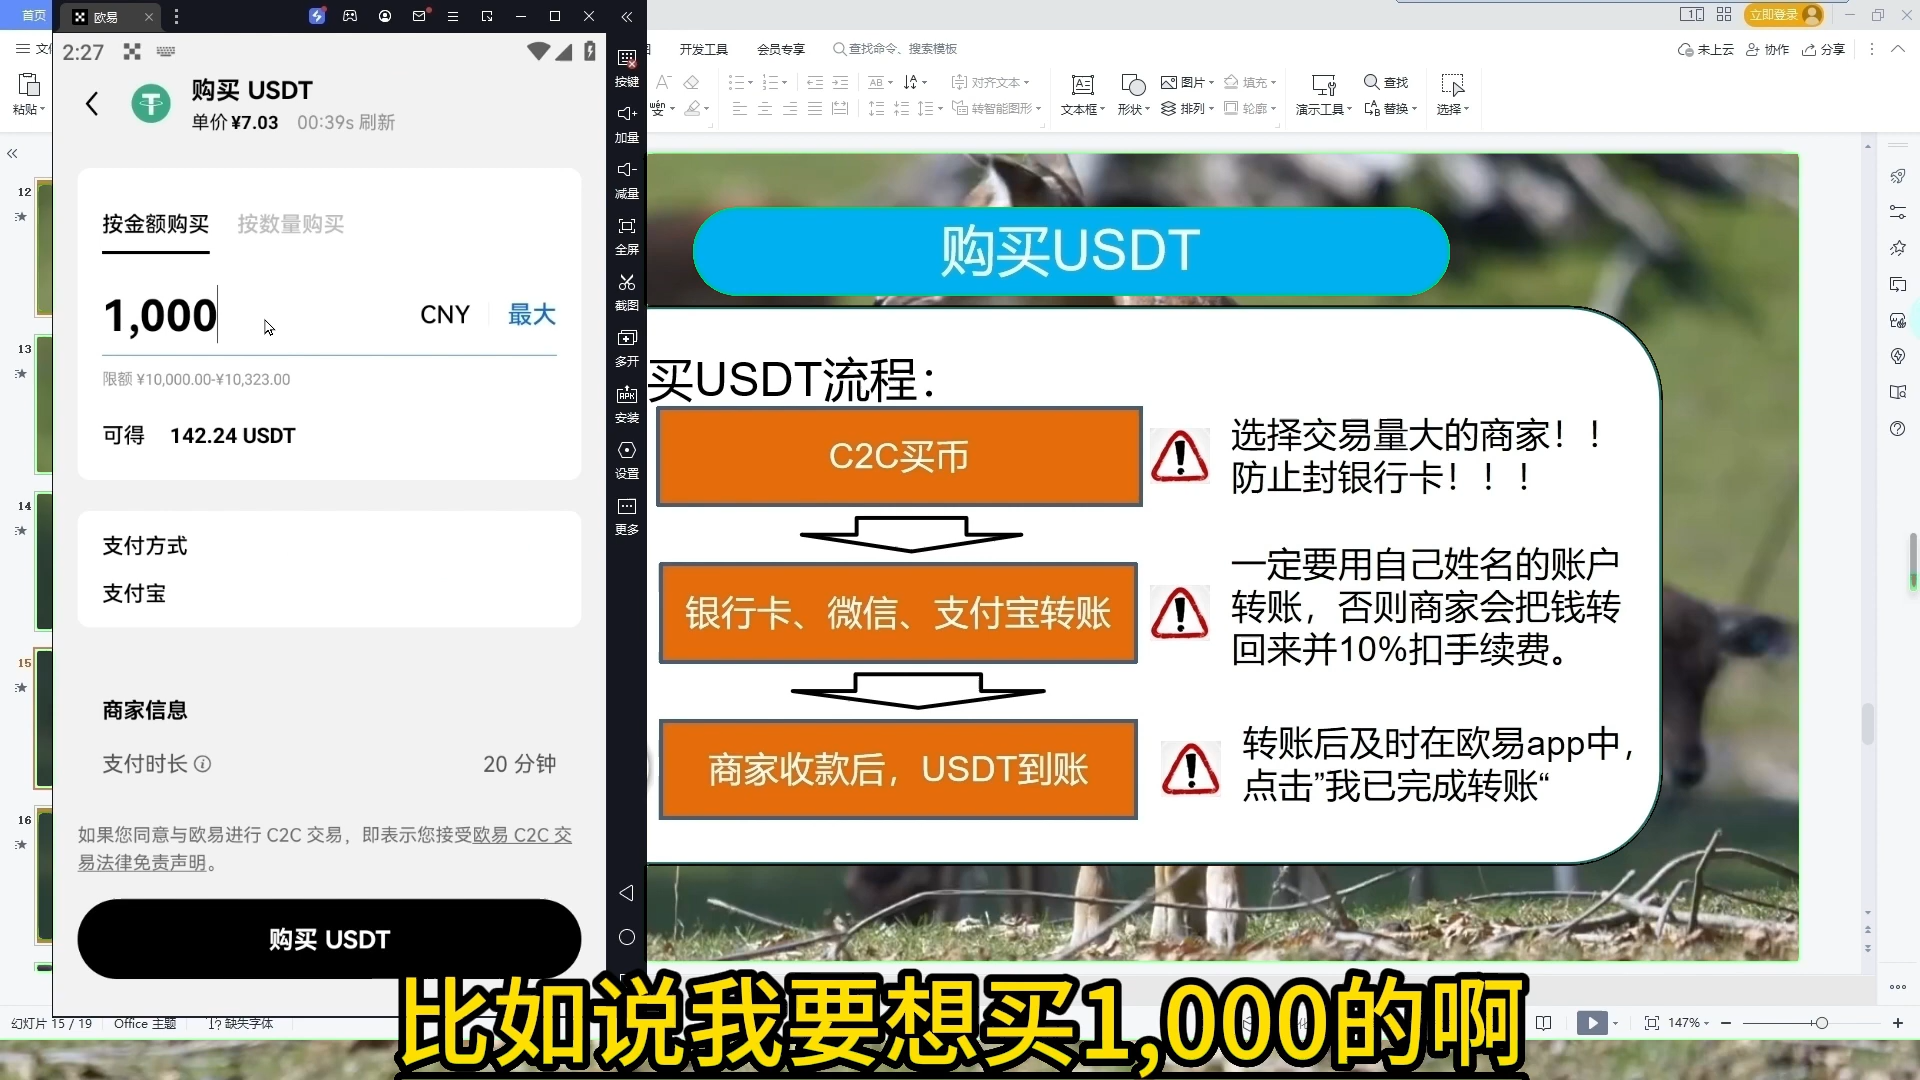 首页
欧易
立即登录
2:27
购买 USDT
单价 ¥7.03 00:39s 刷新
按金额购买 按数量购买
1,000 CNY 最大
限额 ¥10,000.00-¥10,323.00
可得 142.24 USDT
支付方式
支付宝
商家信息
支付时长 20 分钟
如果您同意与欧易进行 C2C 交易，即表示您接受欧易 C2C 交
易法律免责声明。
购买 USDT
按键
加量
减量
全屏
截图
多开
安装
设置
更多
粘贴
开发工具 会员专享 查找命令、搜索模板
未上云 协作 分享
对齐文本
转智能图形
文本框 形状 图片 排列 填充 轮廓
演示工具 查找 替换 选择
12
13
14
15
16
购买USDT
买USDT流程：
C2C买币
选择交易量大的商家！！
防止封银行卡！！！
银行卡、微信、支付宝转账
一定要用自己姓名的账户
转账，否则商家会把钱转
回来并10%扣手续费。
商家收款后，USDT到账
转账后及时在欧易app中，
点击”我已完成转账“
幻灯片 15 / 19 Office 主题 缺失字体
147%
比如说我要想买1,000的啊